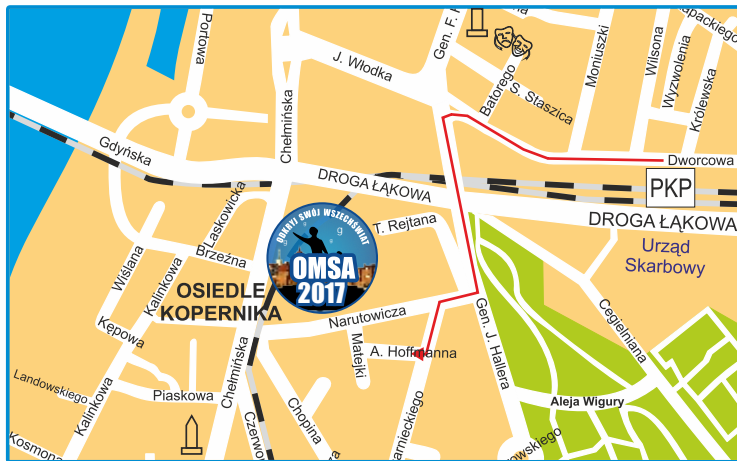 Portowa
Gdyńska
Chełmińska
J. Włodka
Gen. F.
Batorego
S. Staszica
Moniuszki
Wilsona
Wyzwolenia
Królewska
Dworcowa
PKP
DROGA ŁĄKOWA
DROGA ŁĄKOWA
Urząd
Skarbowy
Laskowicka
Wiślana
Kalinkowa
Brzeźna
T. Rejtana
ODKRYJ SWÓJ WSZECHŚWIAT
g
g
OMSA
2017
OSIEDLE
KOPERNIKA
Narutowicza
Matejki
A. Hoffmanna
Gen. J. Hallera
Cegielniana
Aleja Wigury
Kępowa
Landowskiego
Kalinkowa
Piaskowa
Chełmińska
Chopina